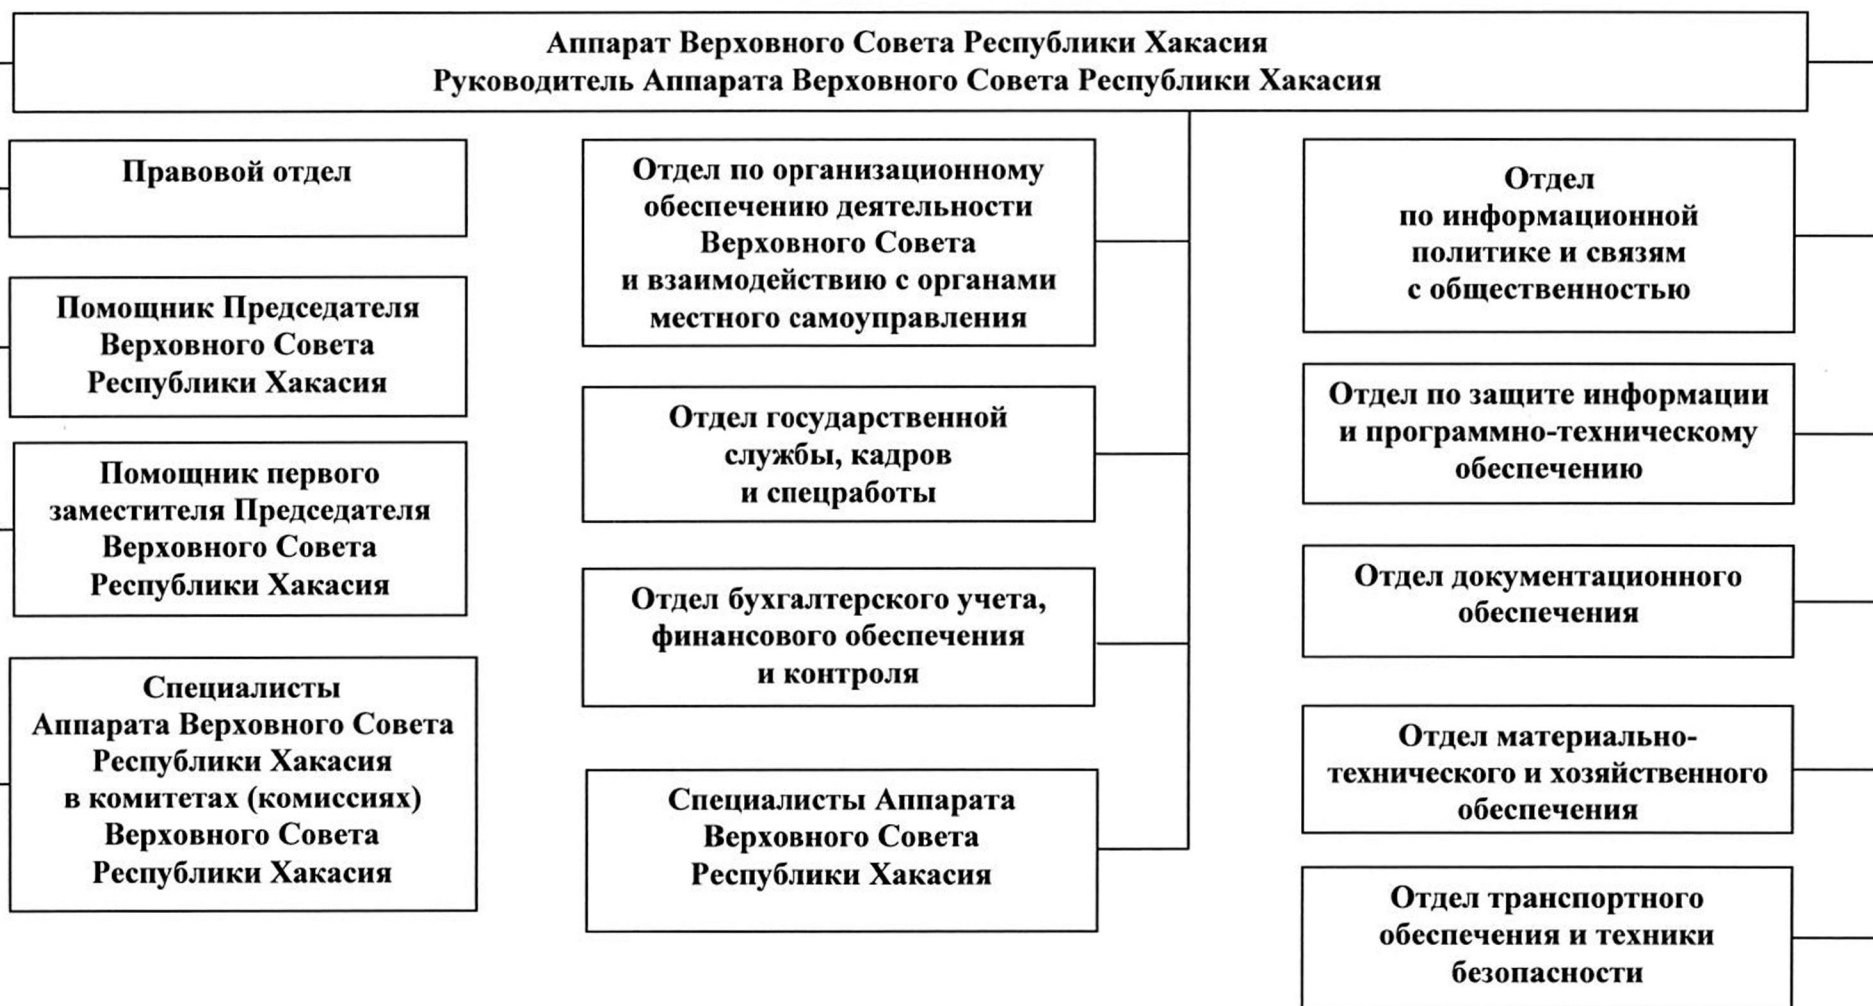 Аппарат Верховного Совета Республики Хакасия
Руководитель Аппарата Верховного Совета Республики Хакасия
Правовой отдел
Помощник Председателя
Верховного Совета
Республики Хакасия
Помощник первого
заместителя Председателя
Верховного Совета
Республики Хакасия
Специалисты
Аппарата Верховного Совета
Республики Хакасия
в комитетах (комиссиях)
Верховного Совета
Республики Хакасия
Отдел по организационному
обеспечению деятельности
Верховного Совета
и взаимодействию с органами
местного самоуправления
Отдел государственной
службы, кадров
и спецработы
Отдел бухгалтерского учета,
финансового обеспечения
и контроля
Специалисты Аппарата
Верховного Совета
Республики Хакасия
Отдел
по информационной
политике и связям
с общественностью
Отдел по защите информации
и программно-техническому
обеспечению
Отдел документационного
обеспечения
Отдел материально-
технического и хозяйственного
обеспечения
Отдел транспортного
обеспечения и техники
безопасности